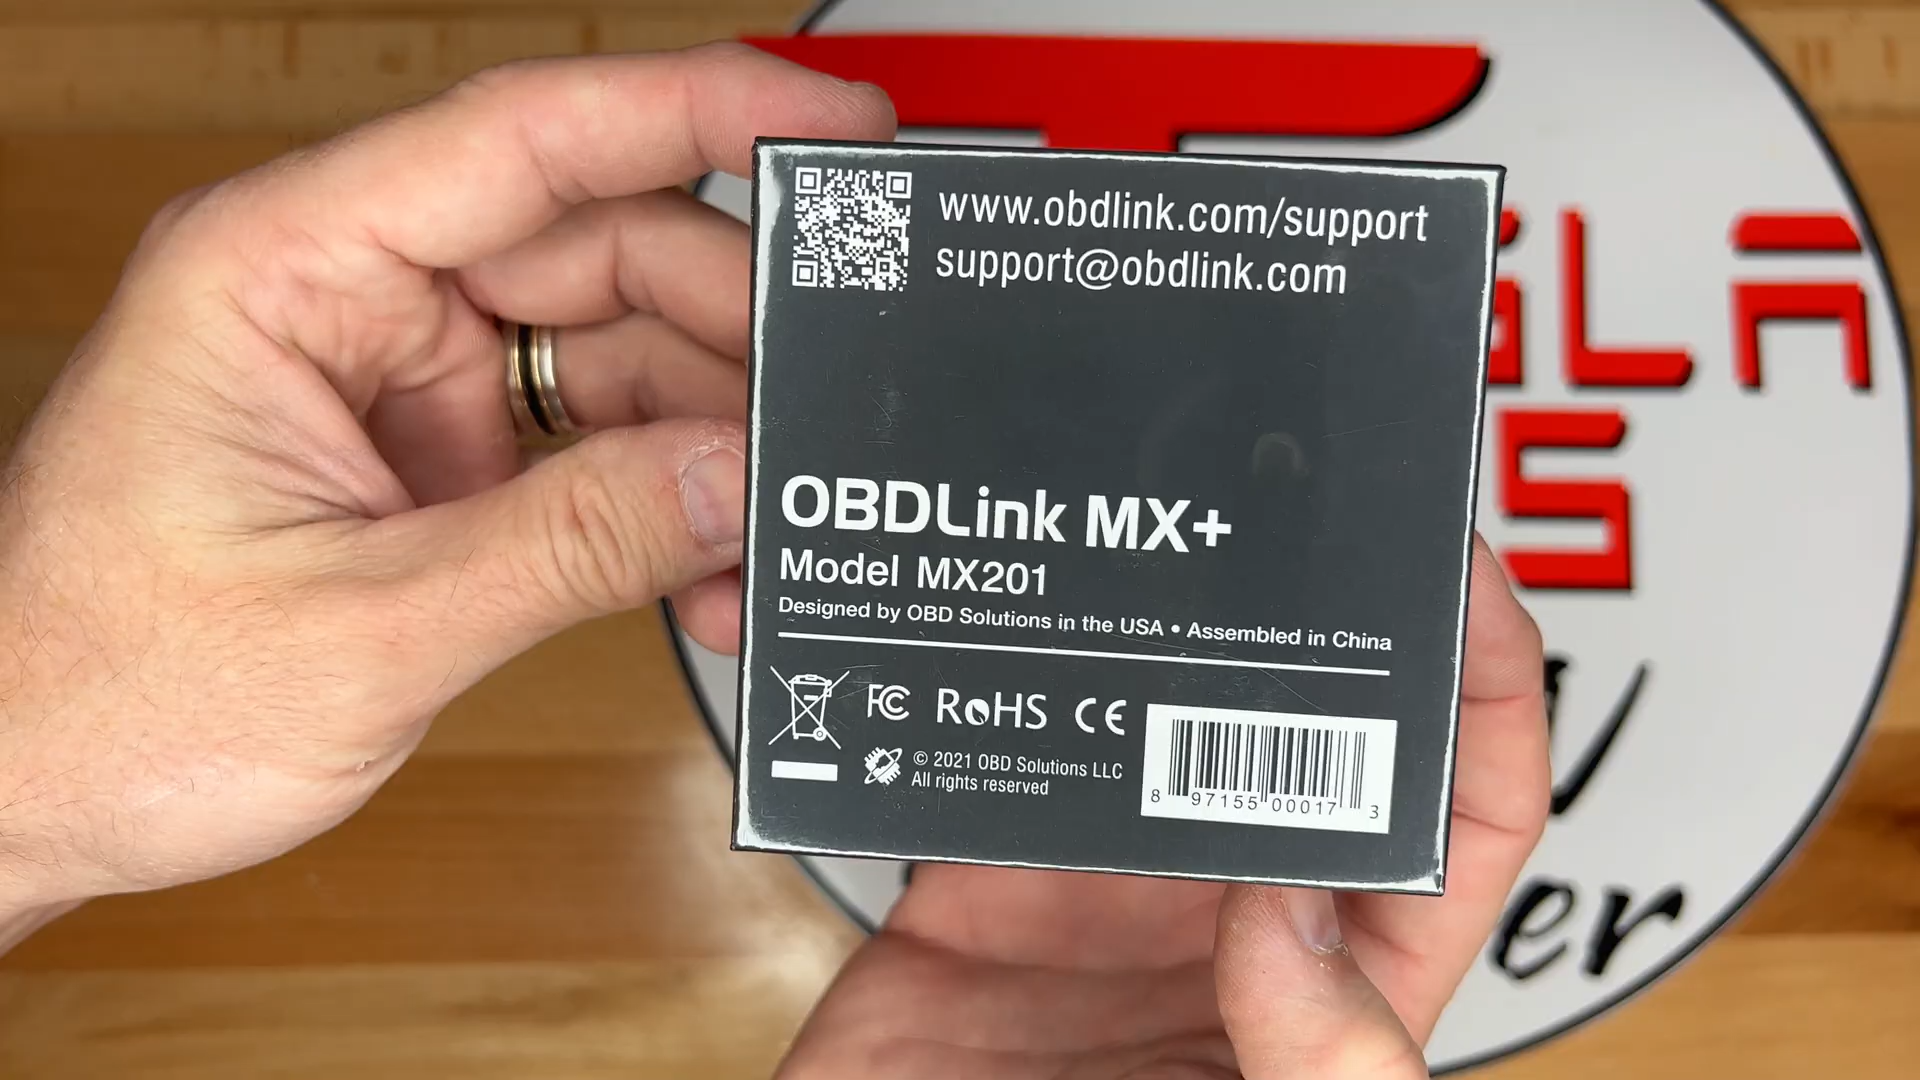 www.obdlink.com/support
support@obdlink.com
OBDLink MX+
Model MX201
Designed by OBD Solutions in the USA • Assembled in China
FC RoHS CE
© 2021 OBD Solutions LLC
All rights reserved
8 97155 00017 3